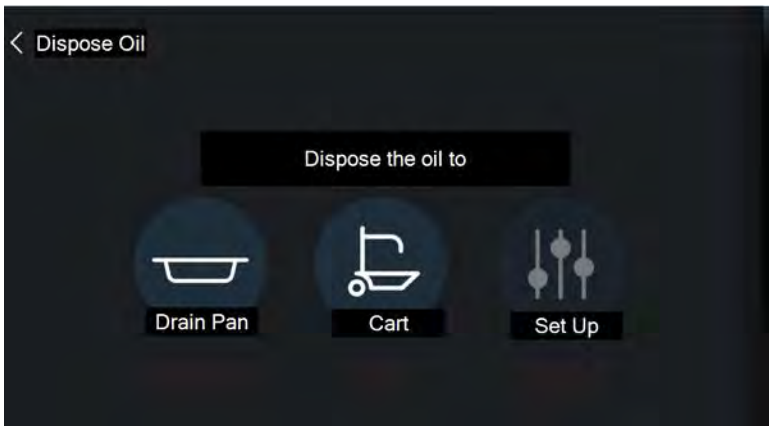 Dispose Oil
Dispose the oil to
Drain Pan
Cart
Set Up